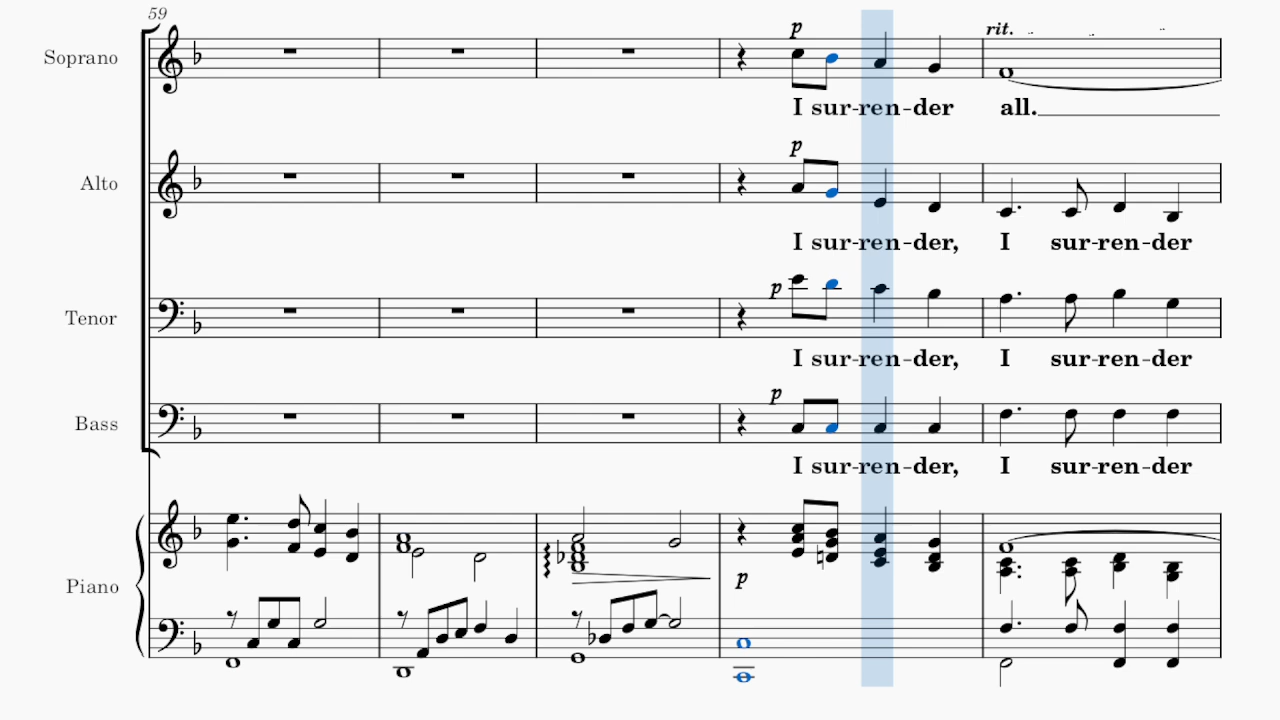 59
rit.
Soprano
p
I sur-ren-der all.
Alto
p
I sur-ren-der, I sur-ren-der
Tenor
p
I sur-ren-der, I sur-ren-der
Bass
p
I sur-ren-der, I sur-ren-der
Piano
p